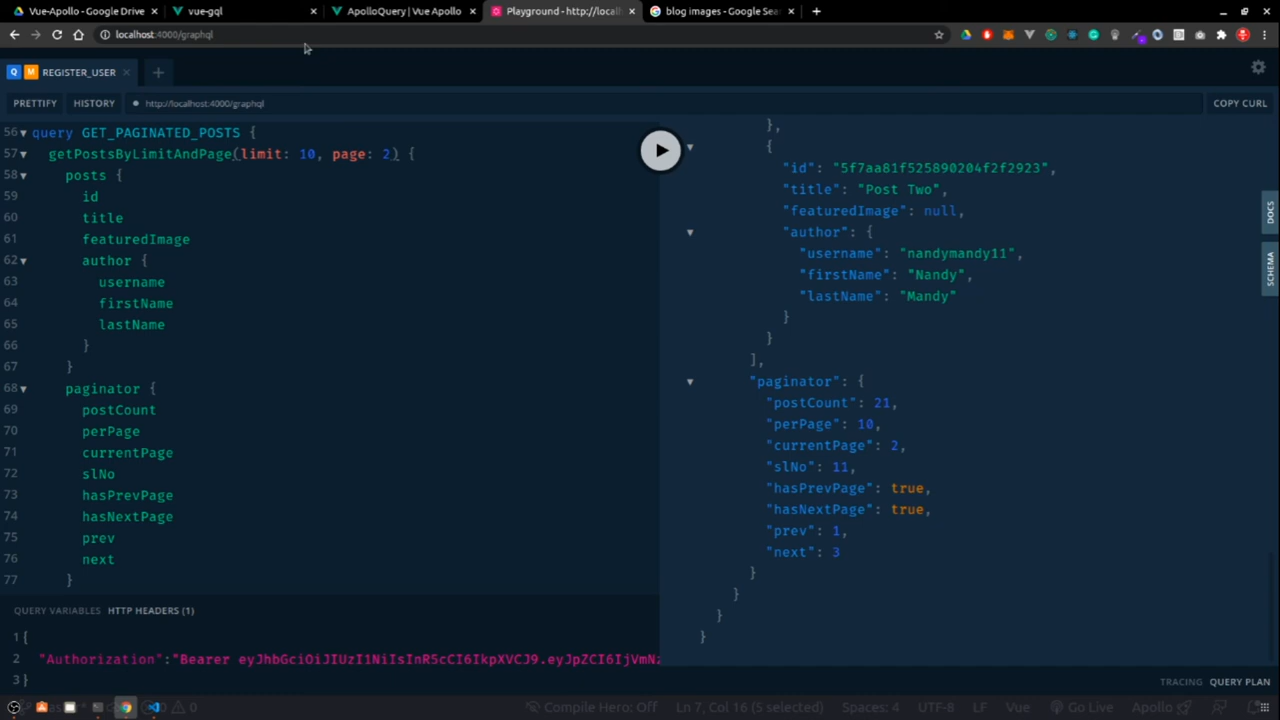 Vue-Apollo - Google Drive
vue-gql
ApolloQuery | Vue Apollo
Playground - http://localh
blog images - Google Sea
localhost:4000/graphql
Q M REGISTER_USER
PRETTIFY
HISTORY
http://localhost:4000/graphql
COPY CURL
56 query GET_PAGINATED_POSTS {
57 getPostsByLimitAndPage(limit: 10, page: 2) {
58 posts {
59 id
60 title
61 featuredImage
62 author {
63 username
64 firstName
65 lastName
66 }
67 }
68 paginator {
69 postCount
70 perPage
71 currentPage
72 slNo
73 hasPrevPage
74 hasNextPage
75 prev
76 next
77 }
},
{
"id": "5f7aa81f525890204f2f2923",
"title": "Post Two",
"featuredImage": null,
"author": {
"username": "nandymandy11",
"firstName": "Nandy",
"lastName": "Mandy"
}
}
],
"paginator": {
"postCount": 21,
"perPage": 10,
"currentPage": 2,
"slNo": 11,
"hasPrevPage": true,
"hasNextPage": true,
"prev": 1,
"next": 3
}
}
}
}
DOCS
SCHEMA
QUERY VARIABLES
HTTP HEADERS (1)
1 {
2 "Authorization":"Bearer eyJhbGciOiJIUzI1NiIsInR5cCI6IkpXVCJ9.eyJpZCI6IjVmNz
3 }
TRACING
QUERY PLAN
Compile Hero: Off
Ln 7, Col 16 (5 selected)
Spaces: 4
UTF-8
LF
Vue
Go Live
Apollo